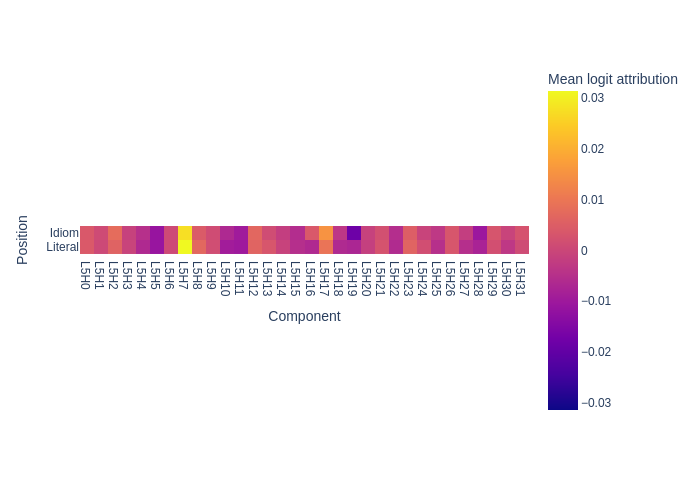 Mean logit attribution
0.03
0.02
0.01
0
−0.01
−0.02
−0.03
Position
Idiom
Literal
L5H0
L5H1
L5H2
L5H3
L5H4
L5H5
L5H6
L5H7
L5H8
L5H9
L5H10
L5H11
L5H12
L5H13
L5H14
L5H15
L5H16
L5H17
L5H18
L5H19
L5H20
L5H21
L5H22
L5H23
L5H24
L5H25
L5H26
L5H27
L5H28
L5H29
L5H30
L5H31
Component